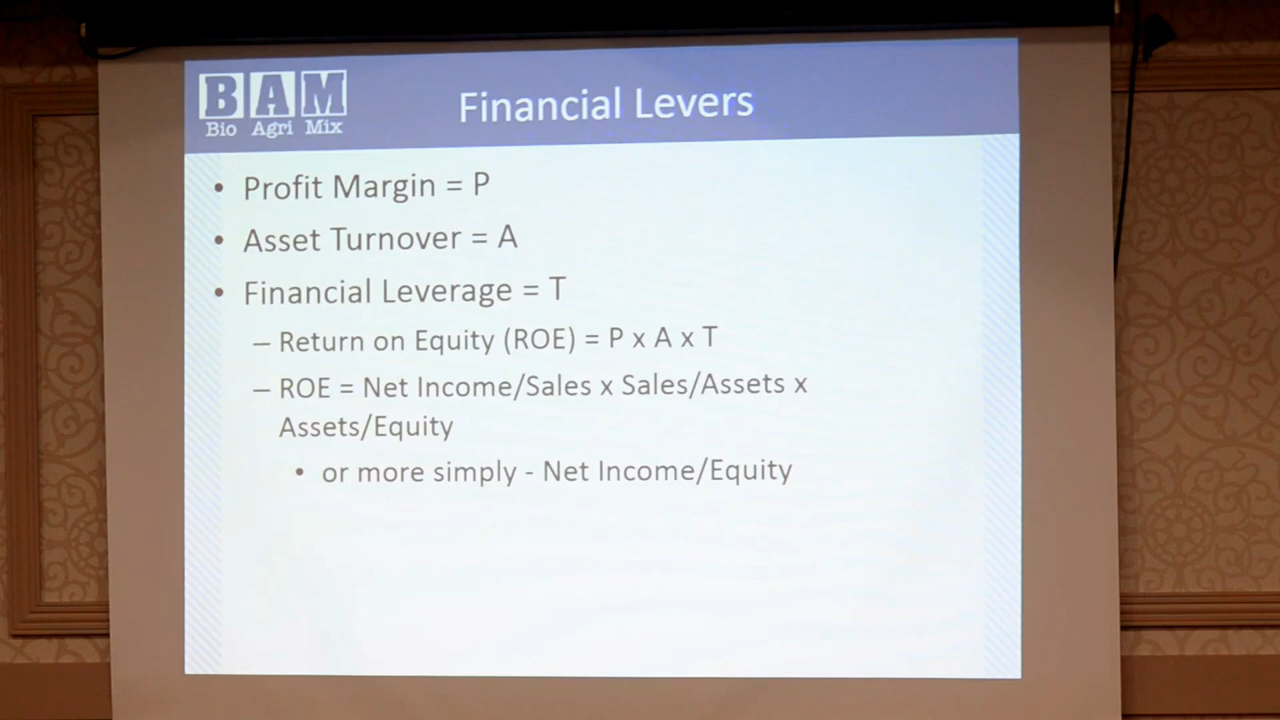 BAM
Bio Agri Mix
Financial Levers
• Profit Margin = P
• Asset Turnover = A
• Financial Leverage = T
– Return on Equity (ROE) = P x A x T
– ROE = Net Income/Sales x Sales/Assets x
Assets/Equity
• or more simply - Net Income/Equity